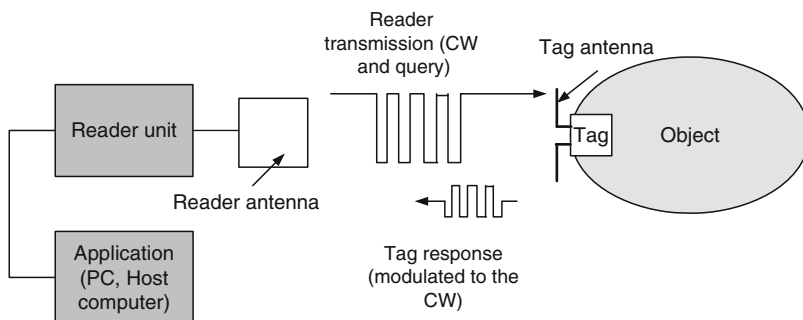 Reader
transmission (CW
and query)
Tag antenna
Reader unit
Tag
Object
Reader antenna
Application
(PC, Host
computer)
Tag response
(modulated to the
CW)